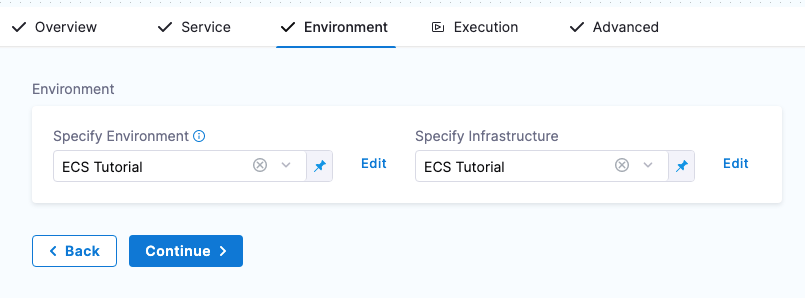 Overview Service Environment Execution Advanced
Environment
Specify Environment Specify Infrastructure
ECS Tutorial Edit ECS Tutorial Edit
Back Continue